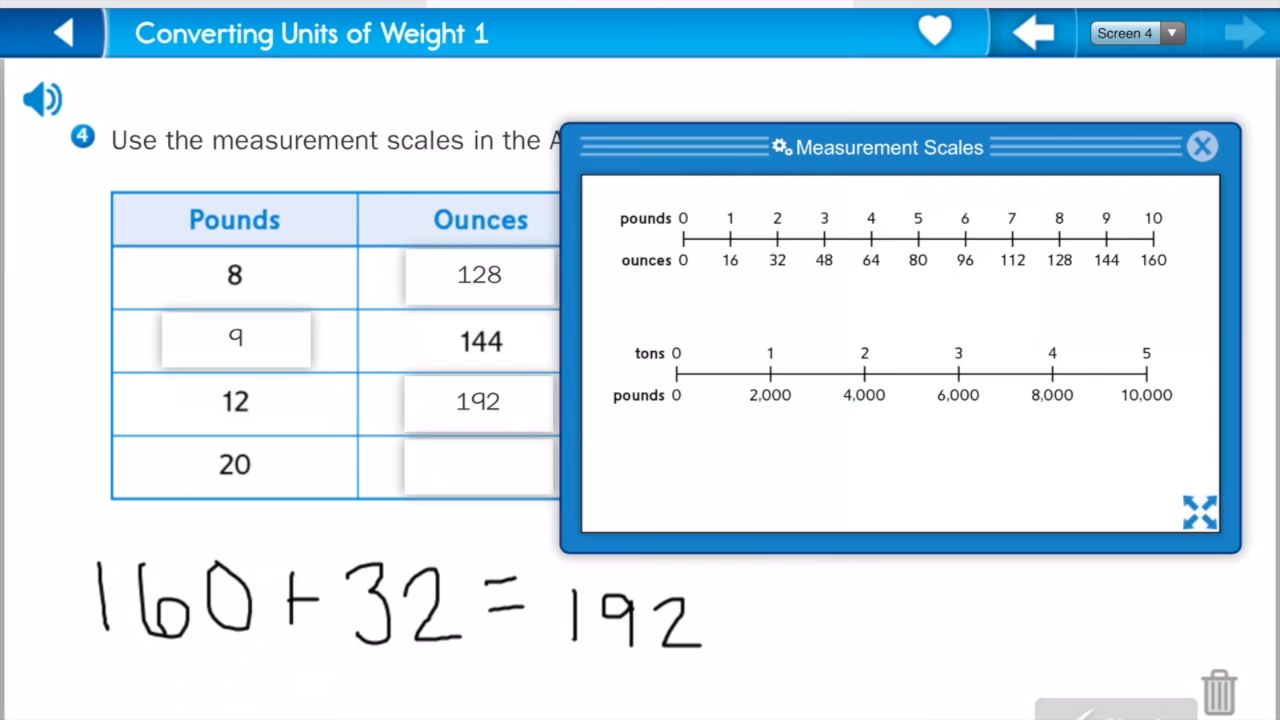 Converting Units of Weight 1
Screen 4
4 Use the measurement scales in the
Pounds Ounces
8 128
9 144
12 192
20
Measurement Scales
pounds 0 1 2 3 4 5 6 7 8 9 10
ounces 0 16 32 48 64 80 96 112 128 144 160
tons 0 1 2 3 4 5
pounds 0 2,000 4,000 6,000 8,000 10,000
160+32=192